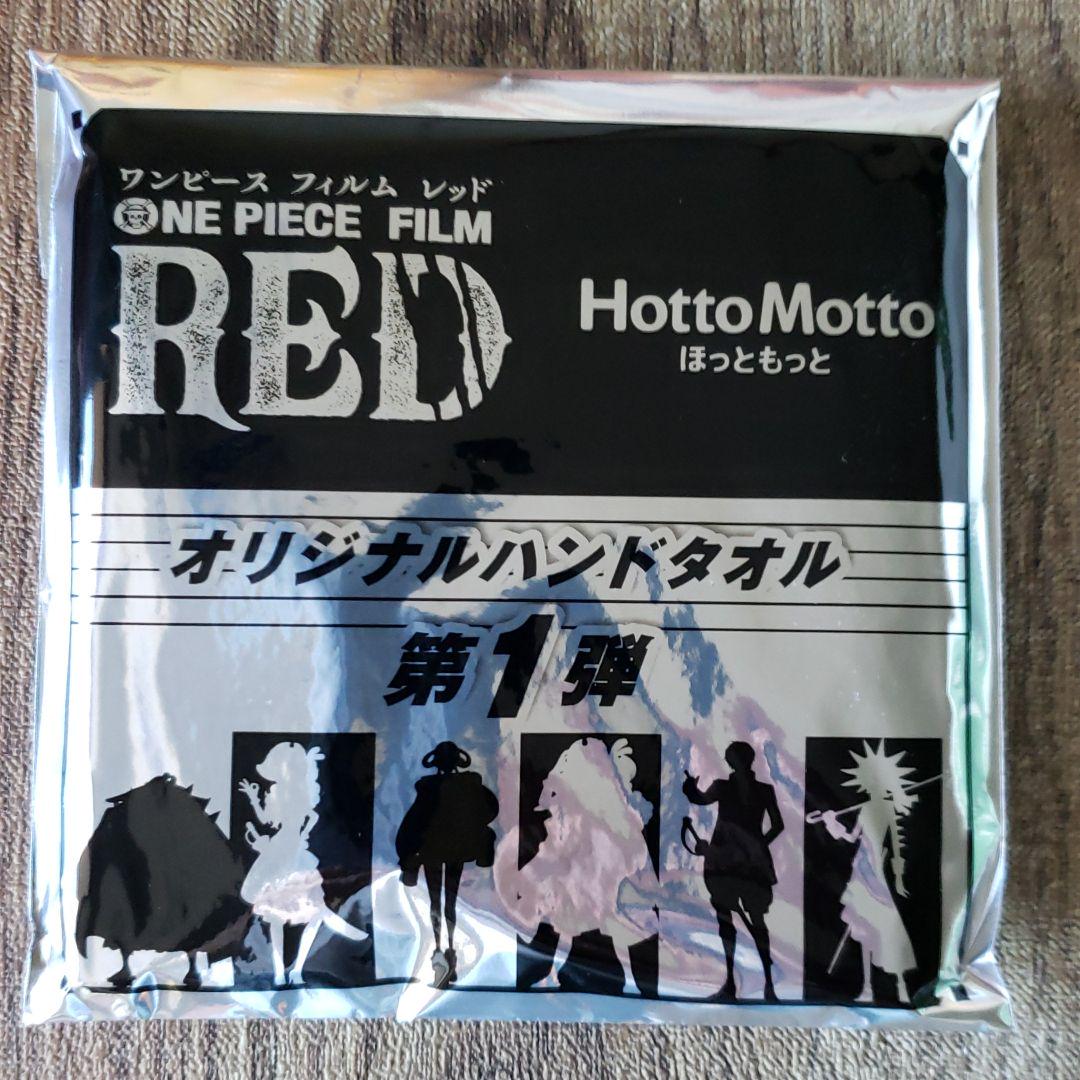 ワンピース フィルム レッド
ONE PIECE FILM
RED
HottoMotto
ほっともっと
オリジナルハンドタオル
第1弾